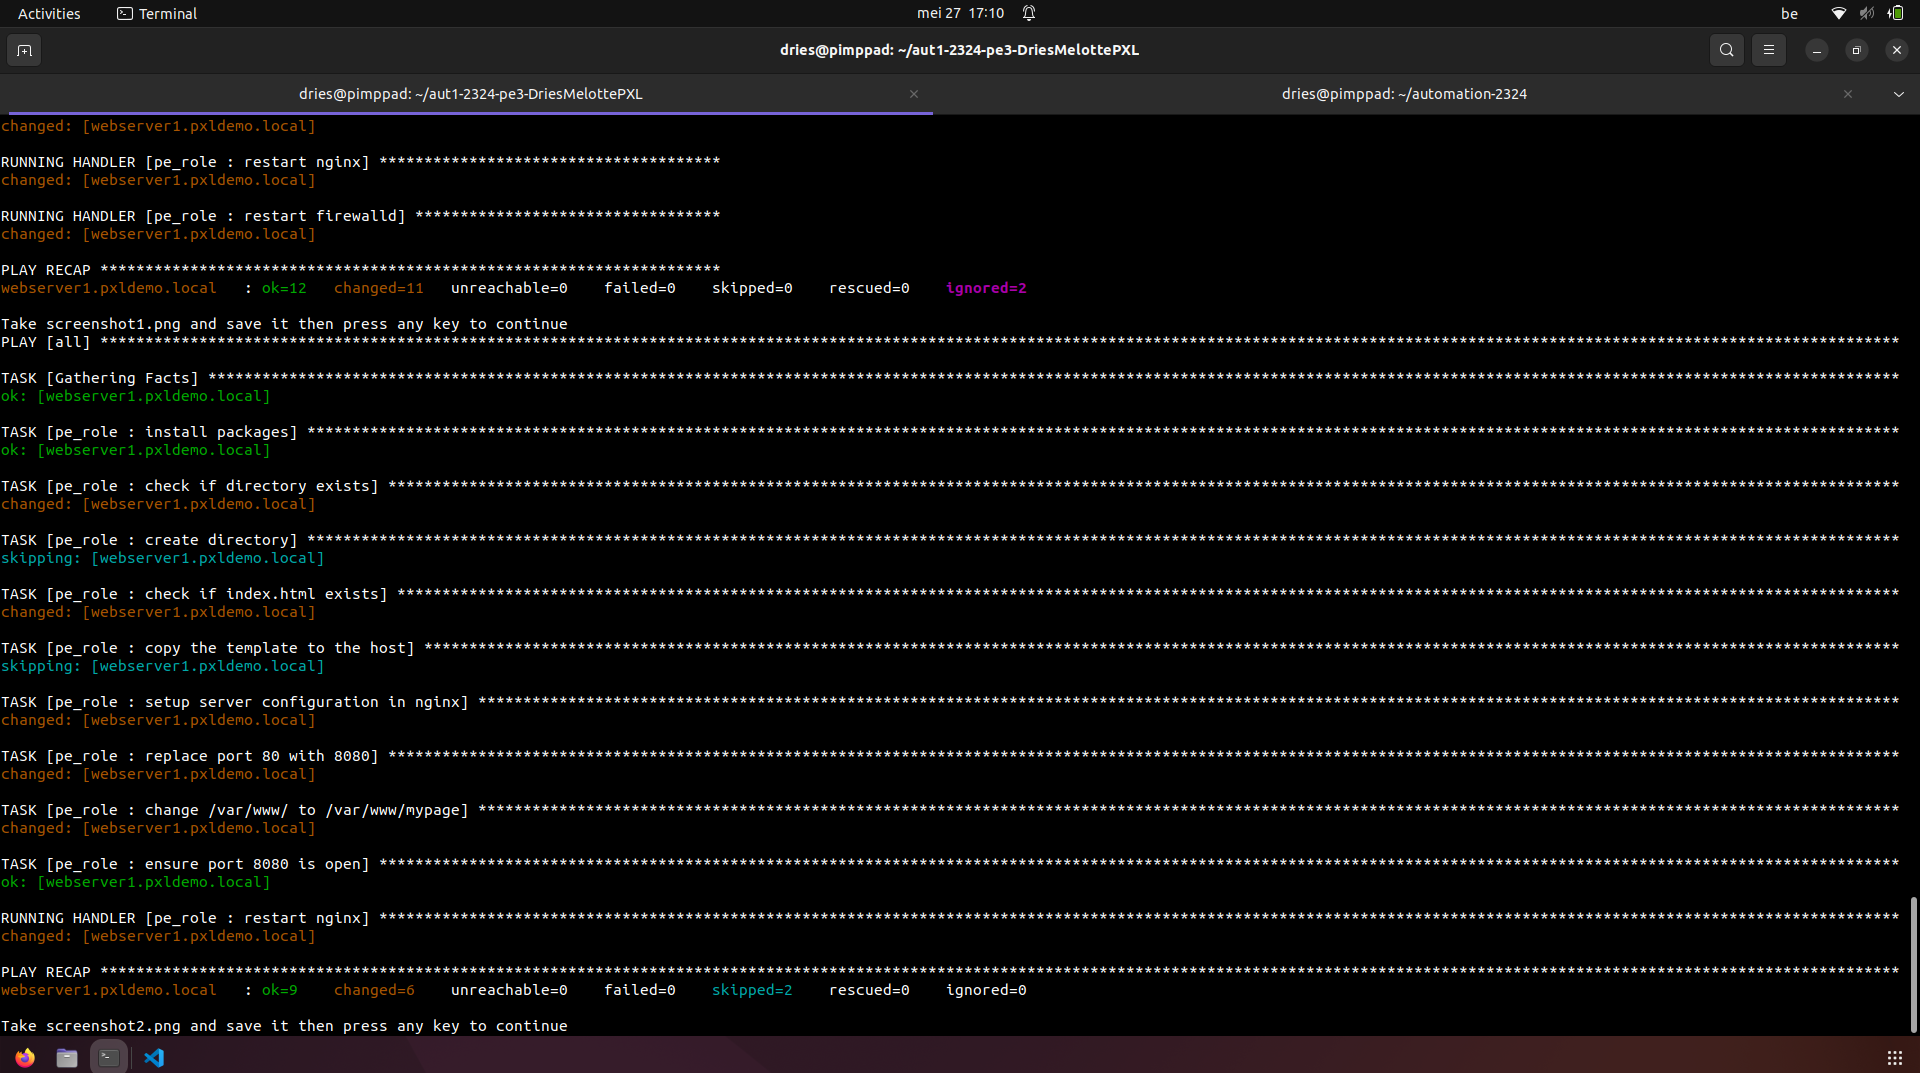 Activities Terminal mei 27 17:10 be
dries@pimppad: ~/aut1-2324-pe3-DriesMelottePXL
dries@pimppad: ~/aut1-2324-pe3-DriesMelottePXL dries@pimppad: ~/automation-2324
changed: [webserver1.pxldemo.local]
RUNNING HANDLER [pe_role : restart nginx] **************************************
changed: [webserver1.pxldemo.local]
RUNNING HANDLER [pe_role : restart firewalld] **********************************
changed: [webserver1.pxldemo.local]
PLAY RECAP *********************************************************************
webserver1.pxldemo.local : ok=12 changed=11 unreachable=0 failed=0 skipped=0 rescued=0 ignored=2
Take screenshot1.png and save it then press any key to continue
PLAY [all] ********************************************************************************************************************************************************************************************************
TASK [Gathering Facts] ********************************************************************************************************************************************************************************************
ok: [webserver1.pxldemo.local]
TASK [pe_role : install packages] *********************************************************************************************************************************************************************************
ok: [webserver1.pxldemo.local]
TASK [pe_role : check if directory exists] ************************************************************************************************************************************************************************
changed: [webserver1.pxldemo.local]
TASK [pe_role : create directory] *********************************************************************************************************************************************************************************
skipping: [webserver1.pxldemo.local]
TASK [pe_role : check if index.html exists] ***********************************************************************************************************************************************************************
changed: [webserver1.pxldemo.local]
TASK [pe_role : copy the template to the host] ********************************************************************************************************************************************************************
skipping: [webserver1.pxldemo.local]
TASK [pe_role : setup server configuration in nginx] **************************************************************************************************************************************************************
changed: [webserver1.pxldemo.local]
TASK [pe_role : replace port 80 with 8080] ************************************************************************************************************************************************************************
changed: [webserver1.pxldemo.local]
TASK [pe_role : change /var/www/ to /var/www/mypage] **************************************************************************************************************************************************************
changed: [webserver1.pxldemo.local]
TASK [pe_role : ensure port 8080 is open] *************************************************************************************************************************************************************************
ok: [webserver1.pxldemo.local]
RUNNING HANDLER [pe_role : restart nginx] *************************************************************************************************************************************************************************
changed: [webserver1.pxldemo.local]
PLAY RECAP ********************************************************************************************************************************************************************************************************
webserver1.pxldemo.local : ok=9 changed=6 unreachable=0 failed=0 skipped=2 rescued=0 ignored=0
Take screenshot2.png and save it then press any key to continue